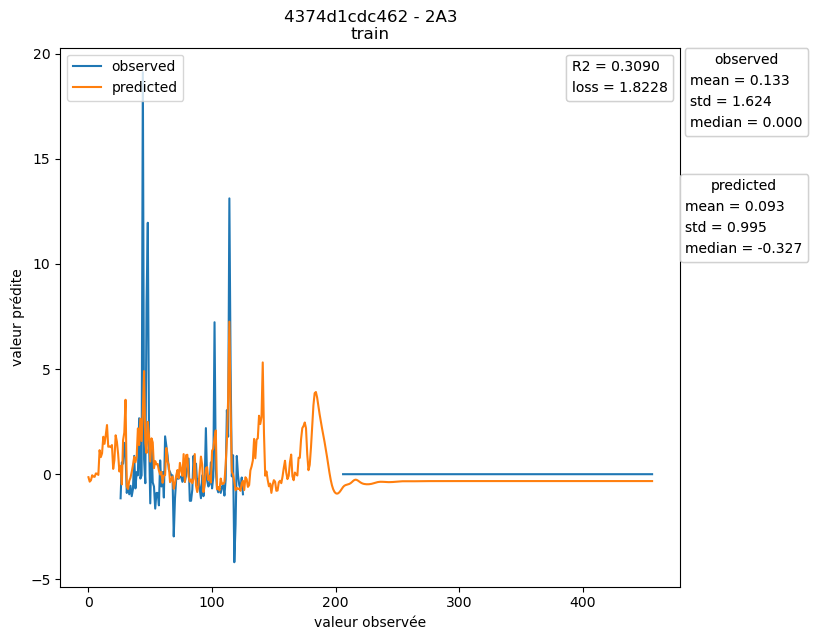 4374d1cdc462 - 2A3
train
observed
predicted
R2 = 0.3090
loss = 1.8228
observed
mean = 0.133
std = 1.624
median = 0.000
predicted
mean = 0.093
std = 0.995
median = -0.327
20
15
10
5
0
−5
valeur prédite
0
100
200
300
400
valeur observée